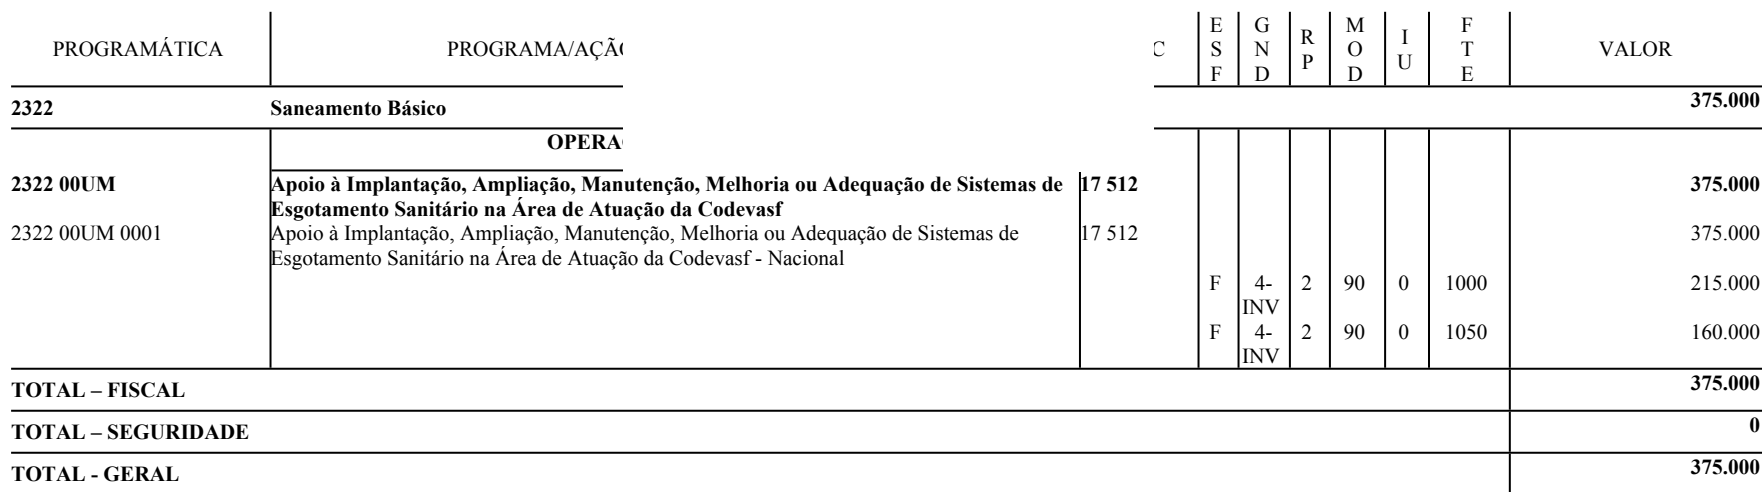 PROGRAMÁTICA PROGRAMA/AÇÃ C E S F G N D R P M O D I U F T E VALOR
2322 Saneamento Básico 375.000
OPERA
2322 00UM Apoio à Implantação, Ampliação, Manutenção, Melhoria ou Adequação de Sistemas de 17 512 375.000
Esgotamento Sanitário na Área de Atuação da Codevasf
2322 00UM 0001 Apoio à Implantação, Ampliação, Manutenção, Melhoria ou Adequação de Sistemas de 17 512 375.000
Esgotamento Sanitário na Área de Atuação da Codevasf - Nacional
F 4- 2 90 0 1000 215.000
INV
F 4- 2 90 0 1050 160.000
INV
TOTAL – FISCAL 375.000
TOTAL – SEGURIDADE 0
TOTAL - GERAL 375.000